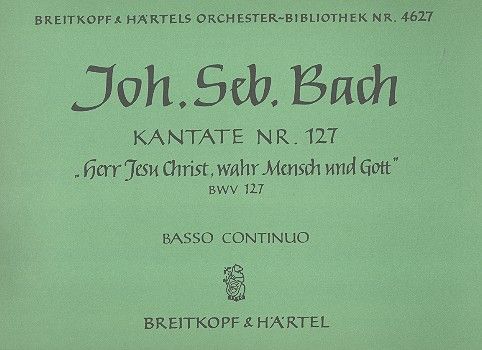 BREITKOPF & HÄRTELS ORCHESTER-BIBLIOTHEK NR. 4627
Joh. Seb. Bach
KANTATE NR. 127
„Herr Jesu Christ, wahr Mensch und Gott"
BWV 127
BASSO CONTINUO
BREITKOPF & HÄRTEL